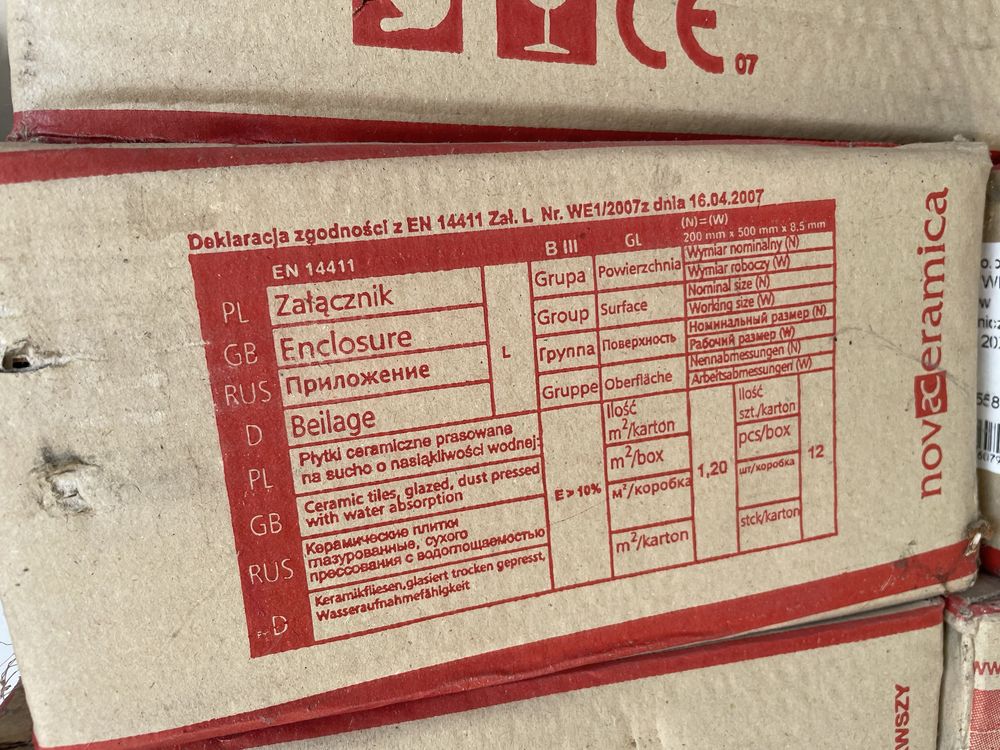 CE
07
Deklaracja zgodności z EN 14411 Zał. L Nr. WE1/2007z dnia 16.04.2007
EN 14411
B III
GL
(N)=(W)
200 mm x 500 mm x 8.5 mm
PL
Załącznik
GB
Enclosure
RUS
Приложение
D
Beilage
L
Grupa
Powierzchnia
Group
Surface
Группа
Поверхность
Gruppe
Oberfläche
Wymiar nominalny (N)
Wymiar roboczy (W)
Nominal size (N)
Working size (W)
Номинальный размер (N)
Рабочий размер (W)
Nennabmessungen (N)
Arbeitsabmessungen (W)
PL
Płytki ceramiczne prasowane
na sucho o nasiąkliwości wodnej:
GB
Ceramic tiles, glazed, dust pressed
with water absorption
RUS
Керамические плитки
глазурованные, сухого
прессования с водоглощаемостью
D
Keramikfliesen, glasiert trocken gepresst,
Wasseraufnahmefähigkeit
E > 10%
Ilość
m²/karton
m²/box
м²/коробка
m²/karton
1,20
Ilość
szt./karton
pcs/box
шт/коробка
stck/karton
12
novaceramica
WSZY